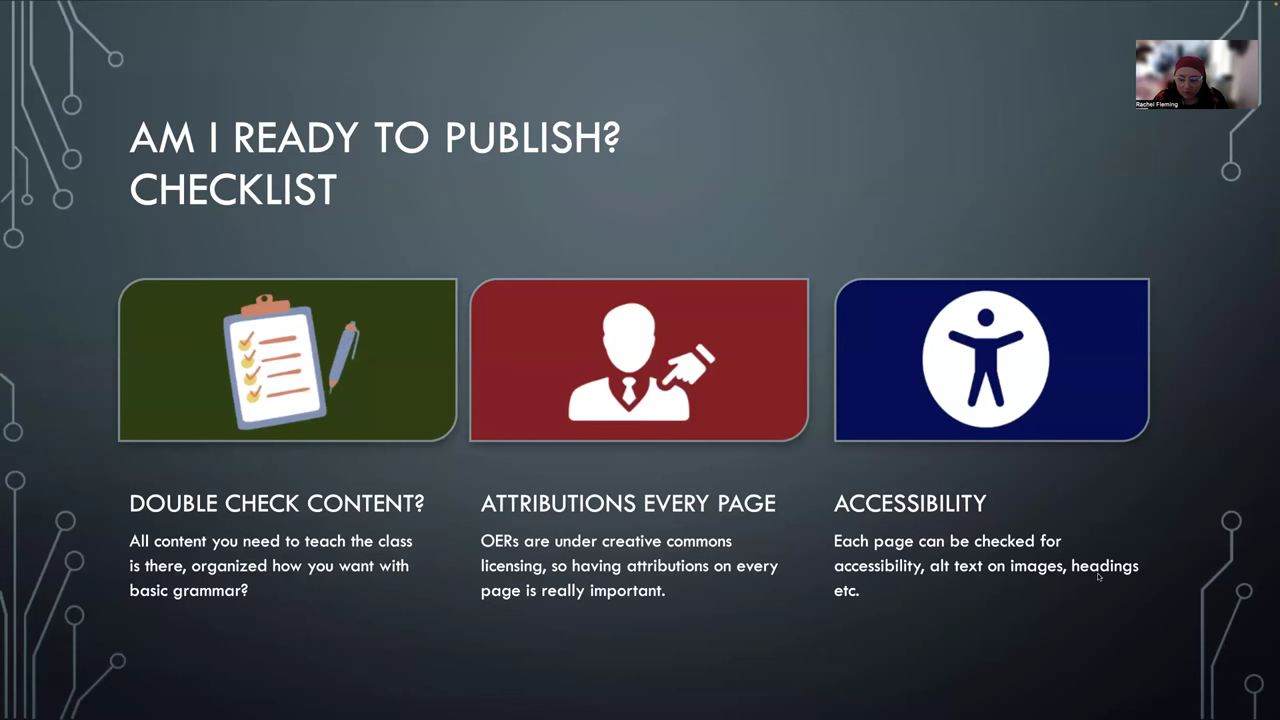 Rachel Fleming
AM I READY TO PUBLISH?
CHECKLIST
DOUBLE CHECK CONTENT?
All content you need to teach the class
is there, organized how you want with
basic grammar?
ATTRIBUTIONS EVERY PAGE
OERs are under creative commons
licensing, so having attributions on every
page is really important.
ACCESSIBILITY
Each page can be checked for
accessibility, alt text on images, headings
etc.